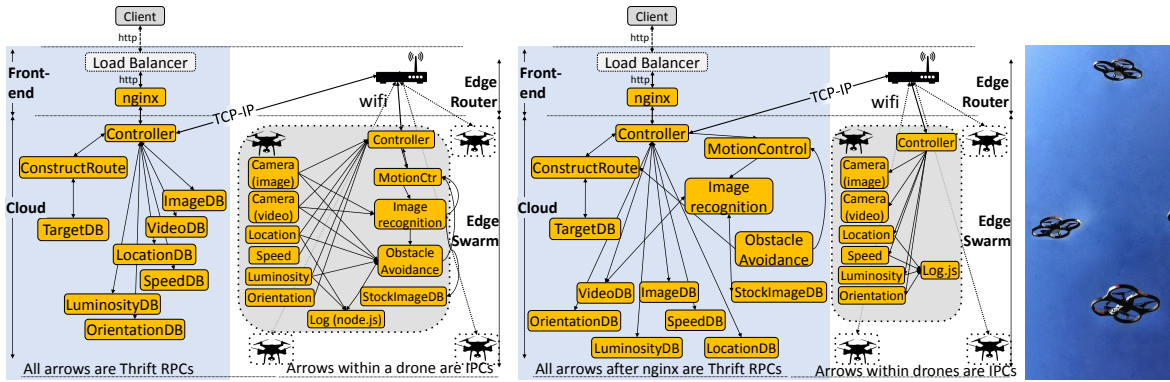 Client
http
Load Balancer
http
nginx
Front-
end
TCP-IP
wifi
Edge
Router
Controller
ConstructRoute
TargetDB
ImageDB
VideoDB
LocationDB
SpeedDB
LuminosityDB
OrientationDB
Cloud
Controller
Camera
(image)
MotionCtr
Camera
(video)
Image
recognition
Location
Speed
Obstacle
Avoidance
Luminosity
Orientation
StockImageDB
Log (node.js)
Edge
Swarm
All arrows are Thrift RPCs
Arrows within a drone are IPCs
Client
http
Load Balancer
http
nginx
Front-
end
TCP-IP
wifi
Edge
Router
Controller
MotionControl
ConstructRoute
Image
recognition
TargetDB
Obstacle
Avoidance
VideoDB
ImageDB
StockImageDB
OrientationDB
SpeedDB
LuminosityDB
LocationDB
Cloud
Controller
Camera
(image)
Camera
(video)
Location
Speed
Luminosity
Log.js
Orientation
Edge
Swarm
All arrows after nginx are Thrift RPCs
Arrows within drones are IPCs